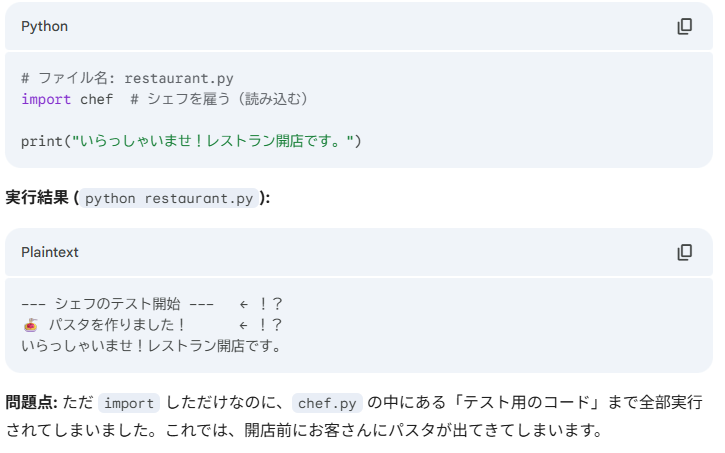 Python
# ファイル名: restaurant.py
import chef  # シェフを雇う（読み込む）
print("いらっしゃいませ！レストラン開店です。")
実行結果 (python restaurant.py):
Plaintext
--- シェフのテスト開始 ---   ← ！？
🍝 パスタを作りました！      ← ！？
いらっしゃいませ！レストラン開店です。
問題点: ただ import しただけなのに、chef.py の中にある「テスト用のコード」まで全部実行
されてしまいました。これでは、開店前にお客さんにパスタが出てきてしまいます。